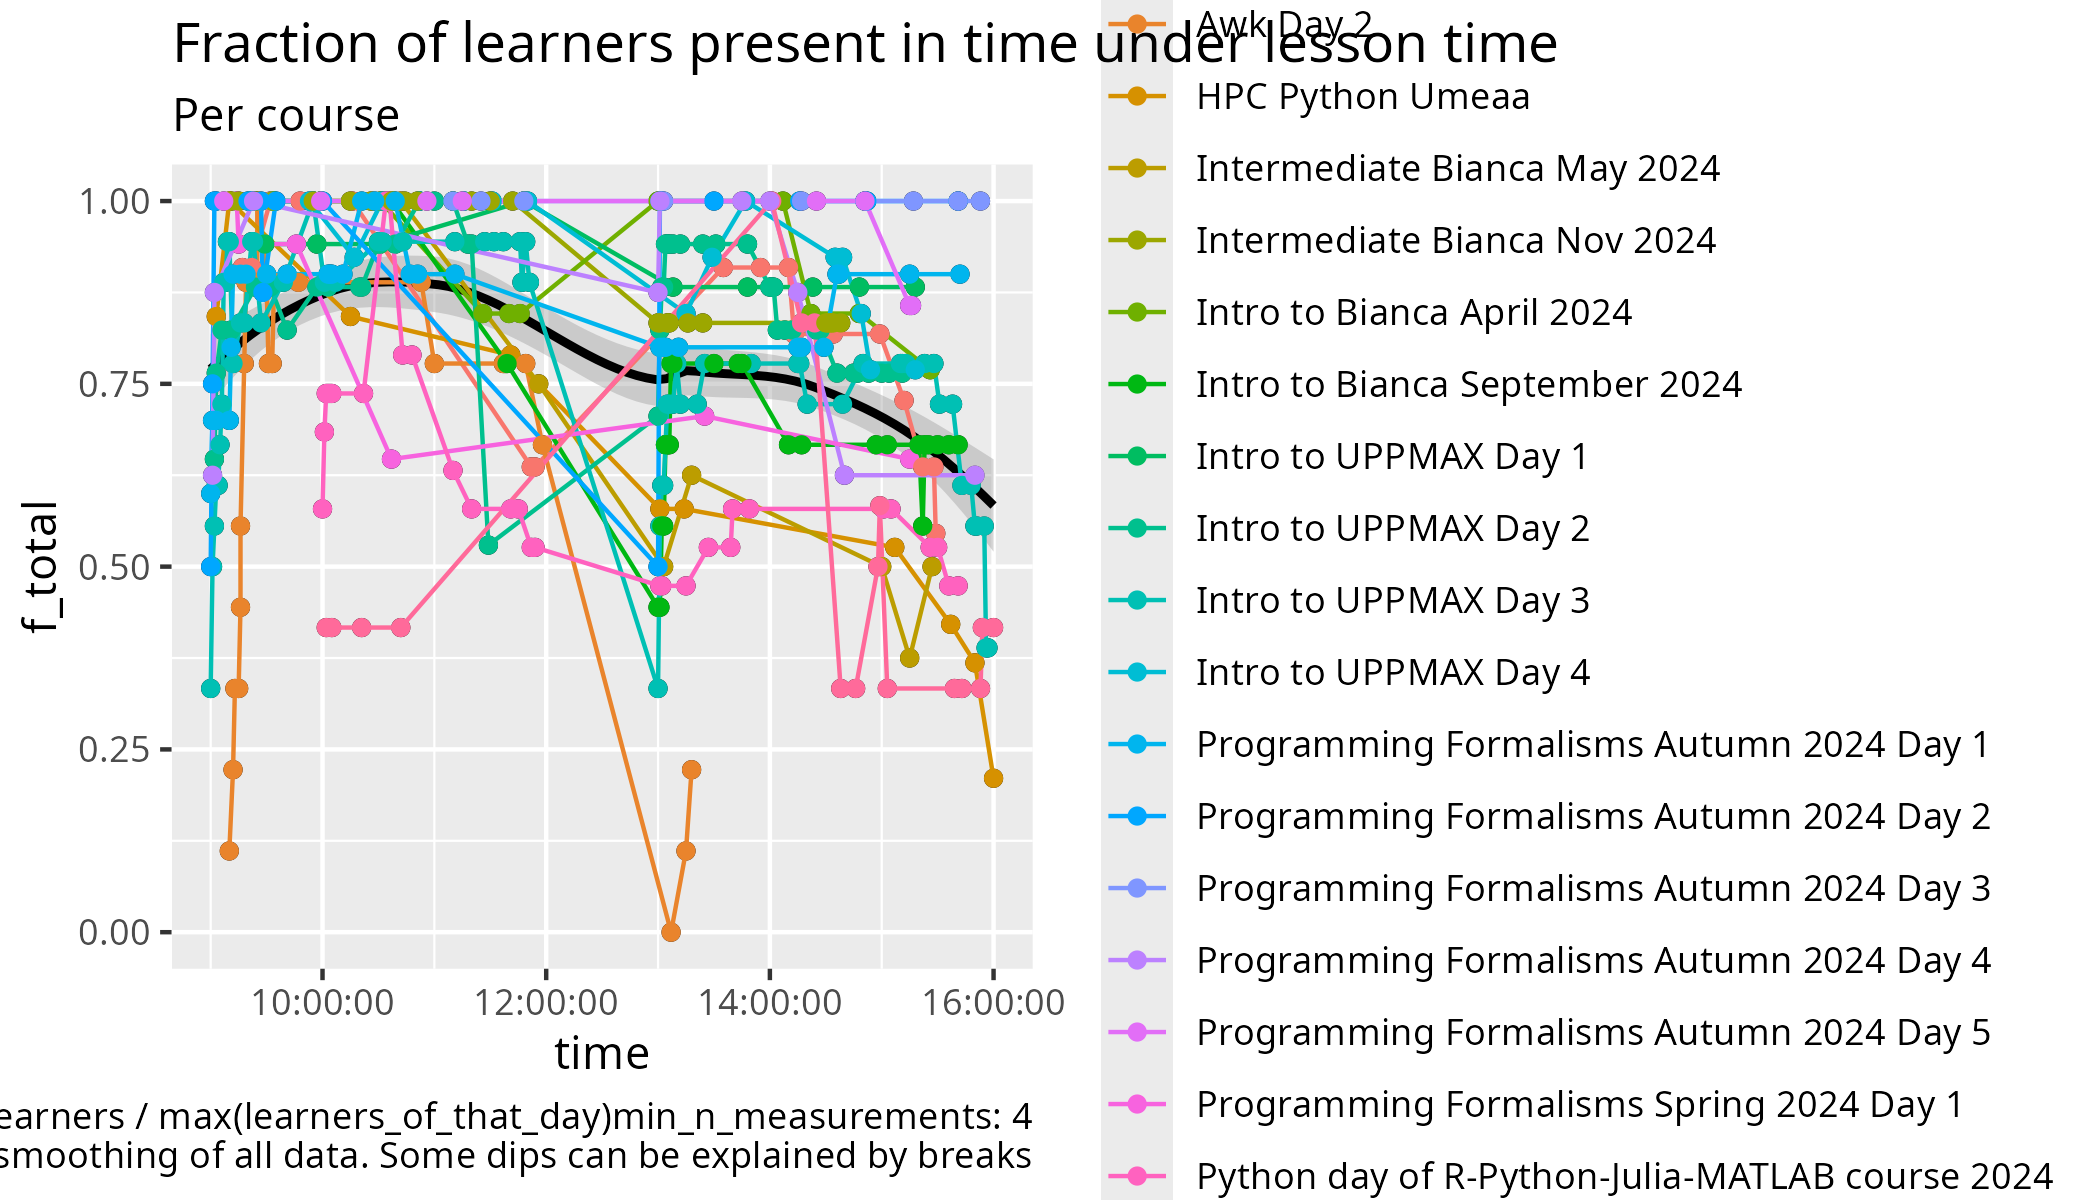 Fraction of learners present in time under lesson time
Per course
f_total
1.00
0.75
0.50
0.25
0.00
10:00:00
12:00:00
14:00:00
16:00:00
time
earners / max(learners_of_that_day)min_n_measurements: 4
smoothing of all data. Some dips can be explained by breaks
Awk Day 2
HPC Python Umeaa
Intermediate Bianca May 2024
Intermediate Bianca Nov 2024
Intro to Bianca April 2024
Intro to Bianca September 2024
Intro to UPPMAX Day 1
Intro to UPPMAX Day 2
Intro to UPPMAX Day 3
Intro to UPPMAX Day 4
Programming Formalisms Autumn 2024 Day 1
Programming Formalisms Autumn 2024 Day 2
Programming Formalisms Autumn 2024 Day 3
Programming Formalisms Autumn 2024 Day 4
Programming Formalisms Autumn 2024 Day 5
Programming Formalisms Spring 2024 Day 1
Python day of R-Python-Julia-MATLAB course 2024